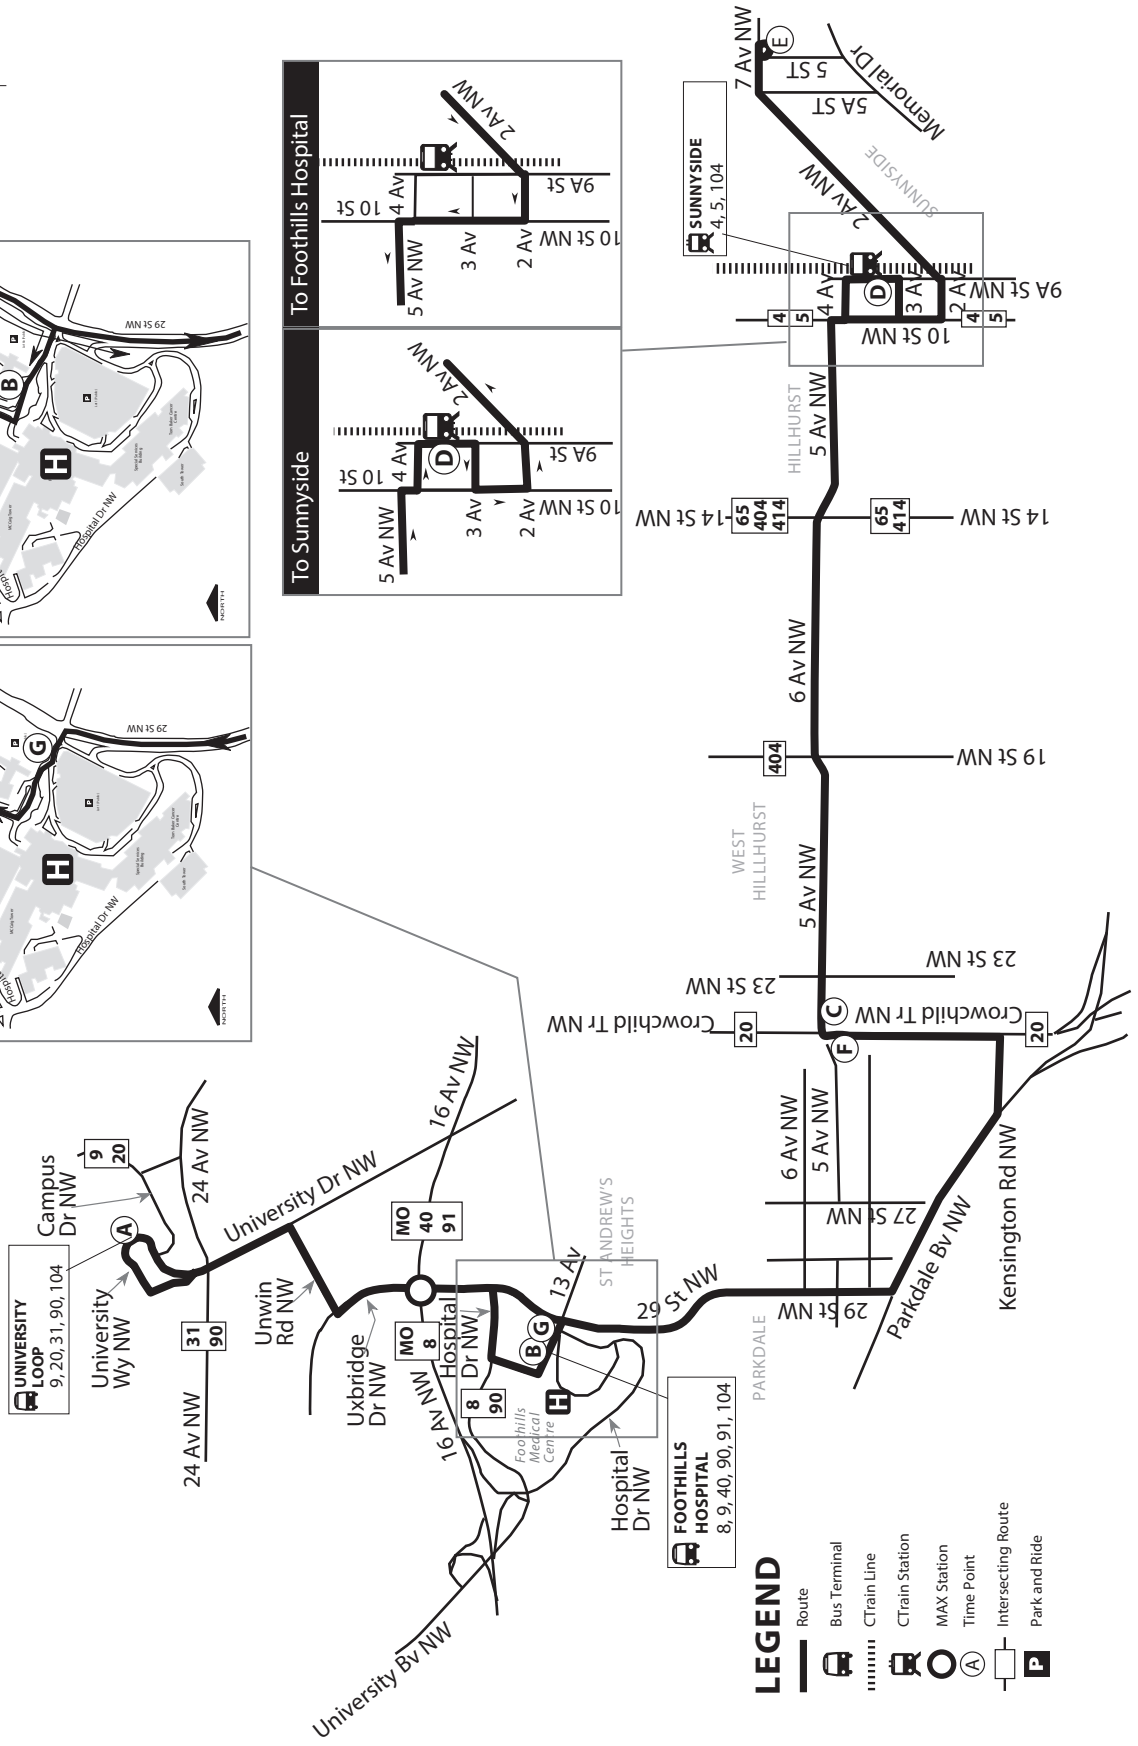 UNIVERSITY
LOOP
9, 20, 31, 90, 104
Campus
Dr NW
9
20
A
University
Wy NW
24 Av NW
24 Av NW
31
90
University Dr NW
Unwin
Rd NW
Uxbridge
Dr NW
16 Av NW
16 Av NW
MO
40
91
MO
8
Hospital
Dr NW
8
90
Foothills
Medical
Centre
H
B
G
13 Av
ST ANDREW'S
HEIGHTS
Hospital
Dr NW
FOOTHILLS
HOSPITAL
8, 9, 40, 90, 91, 104
University Bv NW
29 St NW
29 St NW
PARKDALE
Parkdale Bv NW
Kensington Rd NW
27 St NW
6 Av NW
5 Av NW
F
C
Crowchild Tr NW
Crowchild Tr NW
20
20
23 St NW
23 St NW
5 Av NW
WEST
HILLLHURST
404
19 St NW
6 Av NW
14 St NW
65
404
414
65
414
14 St NW
5 Av NW
HILLHURST
4
5
4
5
10 St NW
9A St NW
4 Av
3 Av
2 Av
D
SUNNYSIDE
4, 5, 104
2 Av NW
SUNNYSIDE
7 Av NW
E
5 ST
5A ST
Memorial Dr
To Sunnyside
5 Av NW
10 St
4 Av
D
3 Av
2 Av
10 St NW
9A St
2 Av NW
To Foothills Hospital
5 Av NW
10 St
4 Av
3 Av
2 Av
10 St NW
9A St
2 Av NW
G
H
P
P
29 St NW
Hospital Dr NW
NORTH
B
H
P
P
29 St NW
Hospital Dr NW
NORTH
LEGEND
Route
Bus Terminal
CTrain Line
CTrain Station
MAX Station
A
Time Point
Intersecting Route
P
Park and Ride